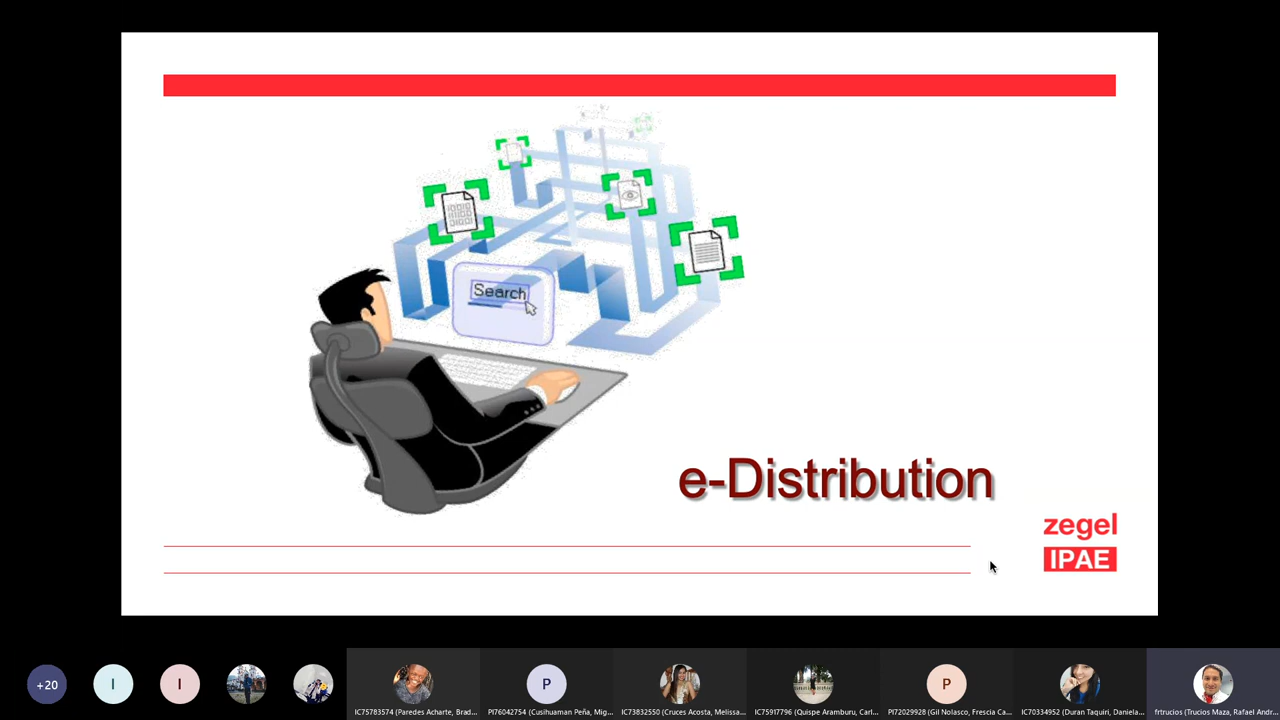 Search
e-Distribution
zegel
IPAE
+20
I
I
IC75783574 (Paredes Acharte, Brad...
P
PI76042754 (Cusihuaman Peña, Mig...
IC73832550 (Cruces Acosta, Melissa...
IC75917796 (Quispe Aramburu, Carl...
P
PI72029928 (Gil Nolasco, Frescia Ca...
IC70334952 (Duran Taquiri, Daniela...
frtrucios (Trucios Maza, Rafael Andr...